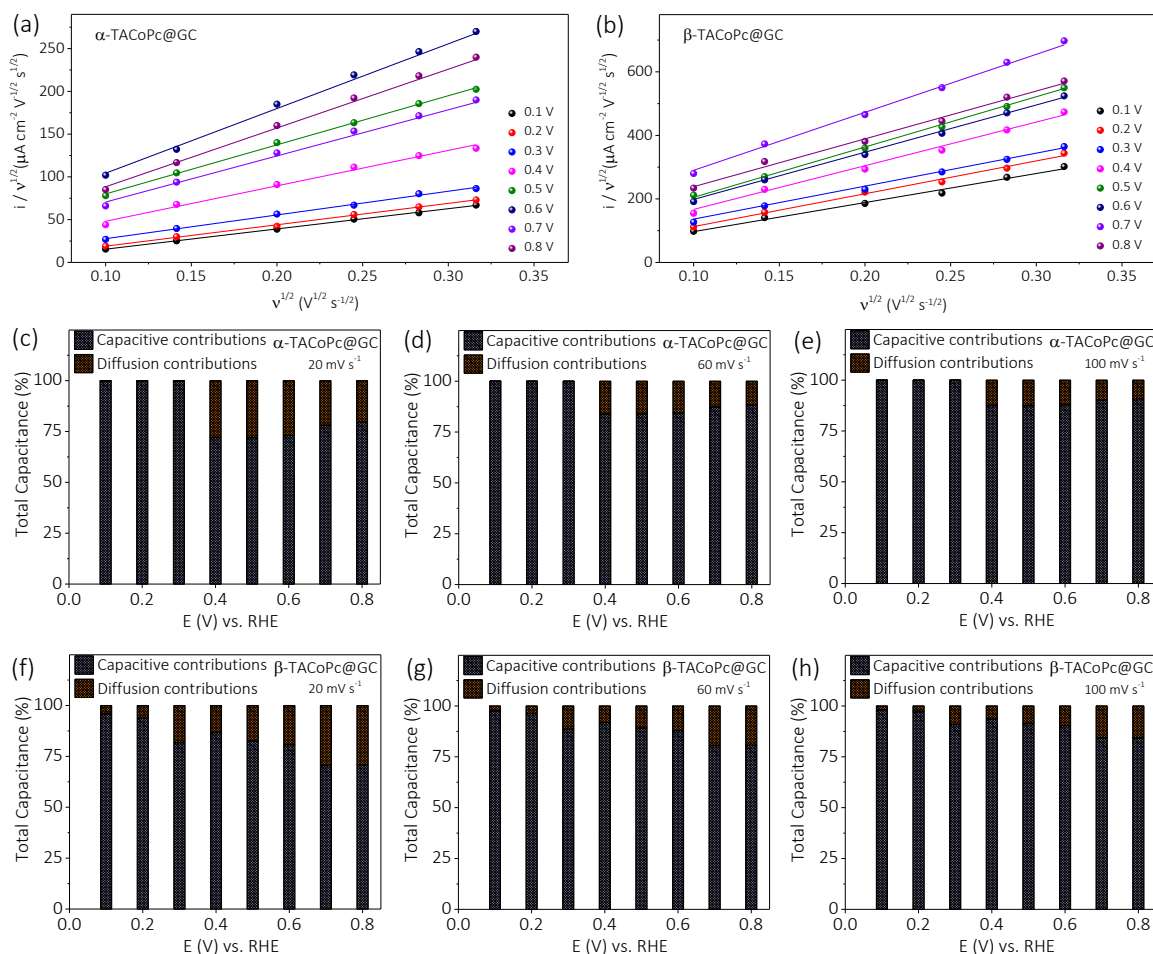 (a)
α-TACoPc@GC
i / ν1/2(µA cm-2 V-1/2 s1/2)
250
200
150
100
50
0
0.10 0.15 0.20 0.25 0.30 0.35
ν1/2 (V1/2 s-1/2)
0.1 V
0.2 V
0.3 V
0.4 V
0.5 V
0.6 V
0.7 V
0.8 V
(b)
β-TACoPc@GC
i / ν1/2(µA cm-2 V-1/2 s1/2)
600
400
200
0
0.10 0.15 0.20 0.25 0.30 0.35
ν1/2 (V1/2 s-1/2)
0.1 V
0.2 V
0.3 V
0.4 V
0.5 V
0.6 V
0.7 V
0.8 V
(c)
Capacitive contributions α-TACoPc@GC
Diffusion contributions 20 mV s-1
Total Capacitance (%)
100
75
50
25
0
0.0 0.2 0.4 0.6 0.8
E (V) vs. RHE
(d)
Capacitive contributions α-TACoPc@GC
Diffusion contributions 60 mV s-1
Total Capacitance (%)
100
75
50
25
0
0.0 0.2 0.4 0.6 0.8
E (V) vs. RHE
(e)
Capacitive contributions α-TACoPc@GC
Diffusion contributions 100 mV s-1
Total Capacitance (%)
100
75
50
25
0
0.0 0.2 0.4 0.6 0.8
E (V) vs. RHE
(f)
Capacitive contributions β-TACoPc@GC
Diffusion contributions 20 mV s-1
Total Capacitance (%)
100
75
50
25
0
0.0 0.2 0.4 0.6 0.8
E (V) vs. RHE
(g)
Capacitive contributions β-TACoPc@GC
Diffusion contributions 60 mV s-1
Total Capacitance (%)
100
75
50
25
0
0.0 0.2 0.4 0.6 0.8
E (V) vs. RHE
(h)
Capacitive contributions β-TACoPc@GC
Diffusion contributions 100 mV s-1
Total Capacitance (%)
100
75
50
25
0
0.0 0.2 0.4 0.6 0.8
E (V) vs. RHE